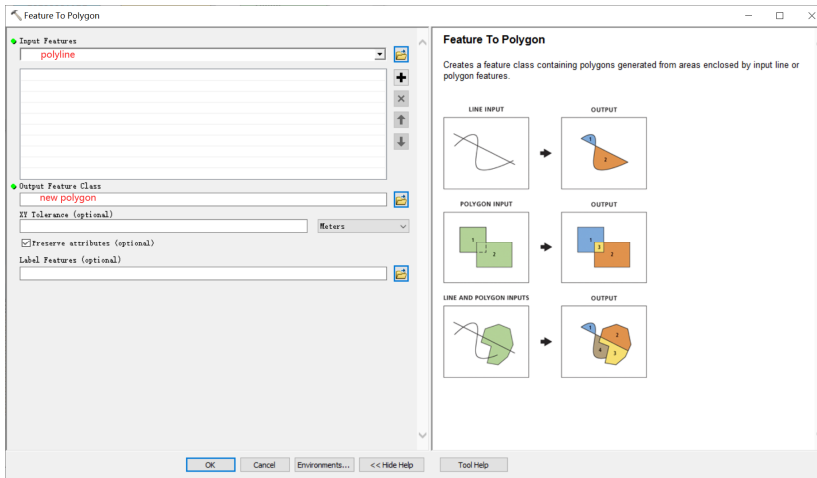 Feature To Polygon
Input Features
polyline
Output Feature Class
new polygon
XY Tolerance (optional)
Meters
Preserve attributes (optional)
Label Features (optional)
OK
Cancel
Environments...
<< Hide Help
Feature To Polygon
Creates a feature class containing polygons generated from areas enclosed by input line or
polygon features.
LINE INPUT
OUTPUT
1
2
POLYGON INPUT
OUTPUT
1
2
1
3
2
LINE AND POLYGON INPUTS
OUTPUT
1
2
4
3
Tool Help